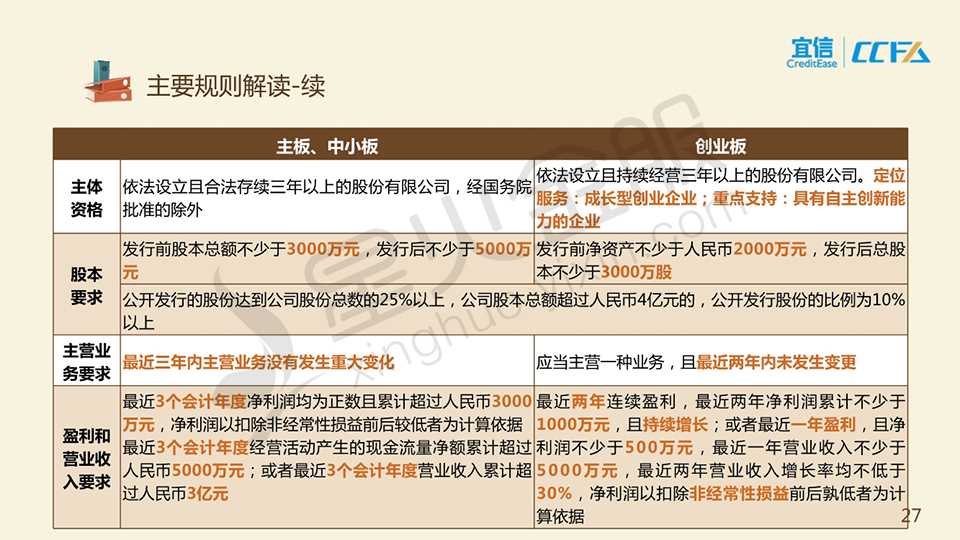 宜信
CreditEase
CCFA
主要规则解读-续
主板、中小板
创业板
主体
资格
依法设立且合法存续三年以上的股份有限公司，经国务院
批准的除外
依法设立且持续经营三年以上的股份有限公司。定位
服务：成长型创业企业；重点支持：具有自主创新能
力的企业
股本
要求
发行前股本总额不少于3000万元，发行后不少于5000万
元
发行前净资产不少于人民币2000万元，发行后总股
本不少于3000万股
公开发行的股份达到公司股份总数的25%以上，公司股本总额超过人民币4亿元的，公开发行股份的比例为10%
以上
主营业
务要求
最近三年内主营业务没有发生重大变化
应当主营一种业务，且最近两年内未发生变更
盈利和
营业收
入要求
最近3个会计年度净利润均为正数且累计超过人民币3000
万元，净利润以扣除非经常性损益前后较低者为计算依据
最近3个会计年度经营活动产生的现金流量净额累计超过
人民币5000万元；或者最近3个会计年度营业收入累计超
过人民币3亿元
最近两年连续盈利，最近两年净利润累计不少于
1000万元，且持续增长；或者最近一年盈利，且净
利润不少于500万元，最近一年营业收入不少于
5000万元，最近两年营业收入增长率均不低于
30%，净利润以扣除非经常性损益前后孰低者为计
算依据
27
星火金服